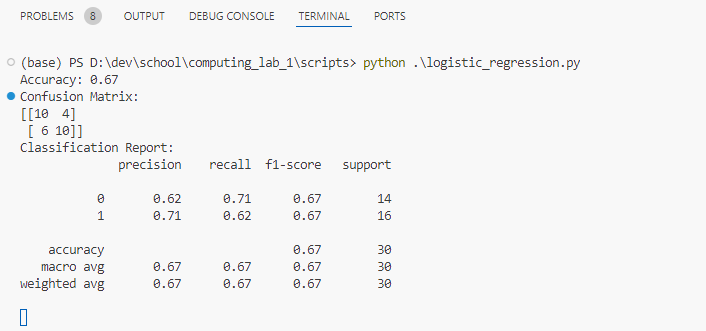 PROBLEMS 8 OUTPUT DEBUG CONSOLE TERMINAL PORTS
(base) PS D:\dev\school\computing_lab_1\scripts> python .\logistic_regression.py
Accuracy: 0.67
Confusion Matrix:
[[10  4]
 [ 6 10]]
Classification Report:
              precision    recall  f1-score   support

           0       0.62      0.71      0.67        14
           1       0.71      0.62      0.67        16

    accuracy                           0.67        30
   macro avg       0.67      0.67      0.67        30
weighted avg       0.67      0.67      0.67        30